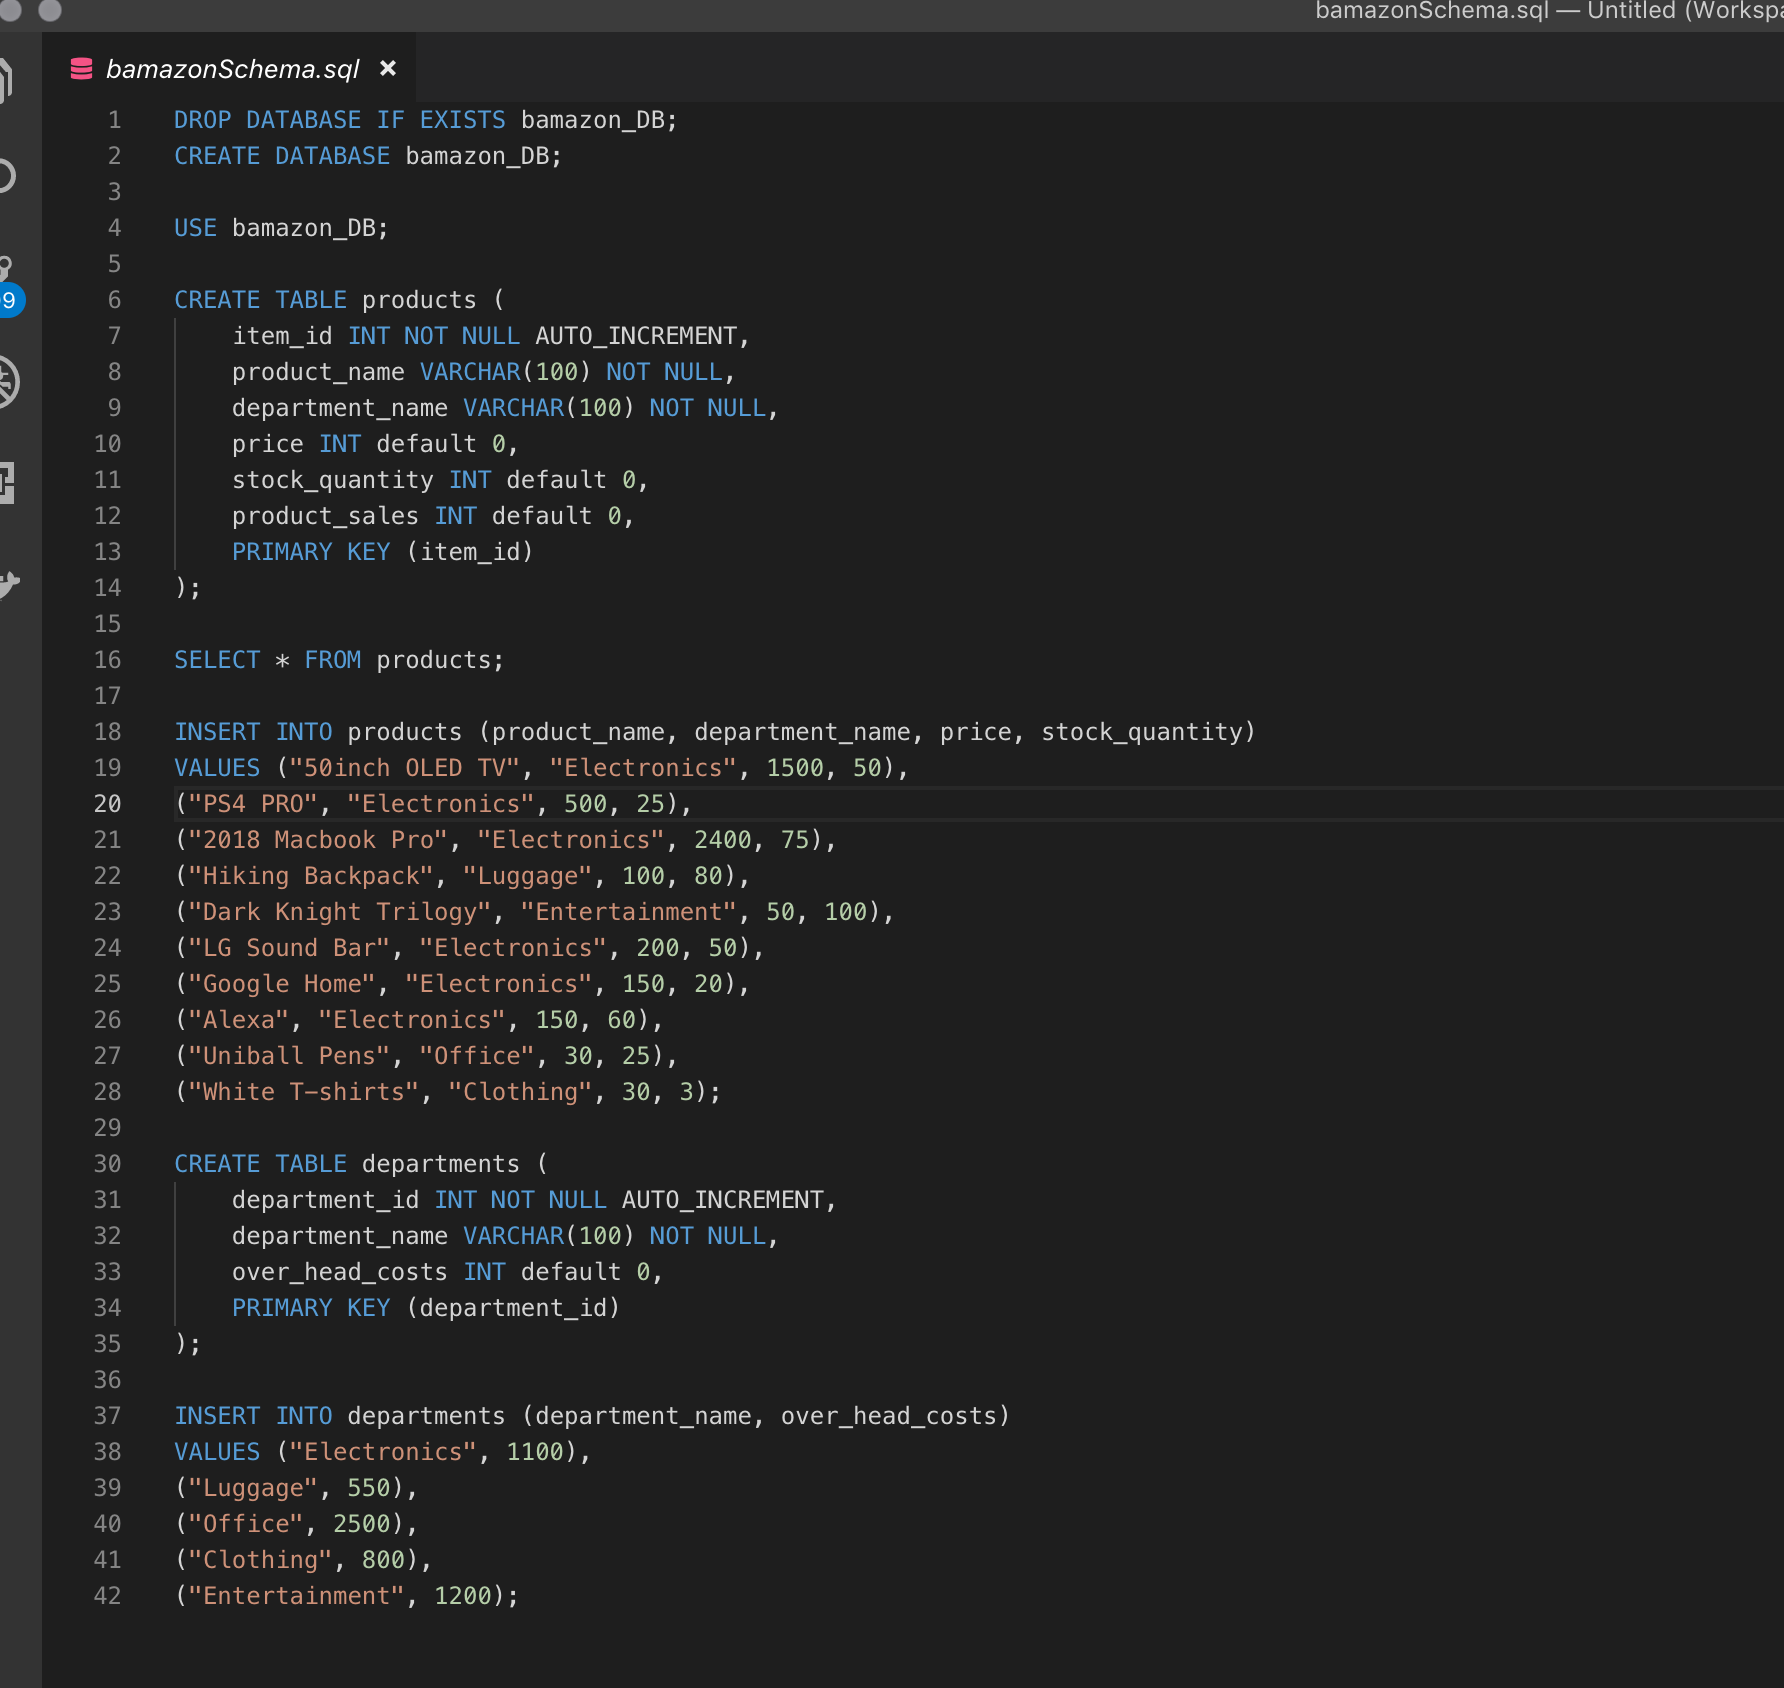 bamazonSchema.sql — Untitled (Workspa
bamazonSchema.sql ×
9
1 DROP DATABASE IF EXISTS bamazon_DB;
2 CREATE DATABASE bamazon_DB;
3
4 USE bamazon_DB;
5
6 CREATE TABLE products (
7     item_id INT NOT NULL AUTO_INCREMENT,
8     product_name VARCHAR(100) NOT NULL,
9     department_name VARCHAR(100) NOT NULL,
10     price INT default 0,
11     stock_quantity INT default 0,
12     product_sales INT default 0,
13     PRIMARY KEY (item_id)
14 );
15
16 SELECT * FROM products;
17
18 INSERT INTO products (product_name, department_name, price, stock_quantity)
19 VALUES ("50inch OLED TV", "Electronics", 1500, 50),
20 ("PS4 PRO", "Electronics", 500, 25),
21 ("2018 Macbook Pro", "Electronics", 2400, 75),
22 ("Hiking Backpack", "Luggage", 100, 80),
23 ("Dark Knight Trilogy", "Entertainment", 50, 100),
24 ("LG Sound Bar", "Electronics", 200, 50),
25 ("Google Home", "Electronics", 150, 20),
26 ("Alexa", "Electronics", 150, 60),
27 ("Uniball Pens", "Office", 30, 25),
28 ("White T-shirts", "Clothing", 30, 3);
29
30 CREATE TABLE departments (
31     department_id INT NOT NULL AUTO_INCREMENT,
32     department_name VARCHAR(100) NOT NULL,
33     over_head_costs INT default 0,
34     PRIMARY KEY (department_id)
35 );
36
37 INSERT INTO departments (department_name, over_head_costs)
38 VALUES ("Electronics", 1100),
39 ("Luggage", 550),
40 ("Office", 2500),
41 ("Clothing", 800),
42 ("Entertainment", 1200);